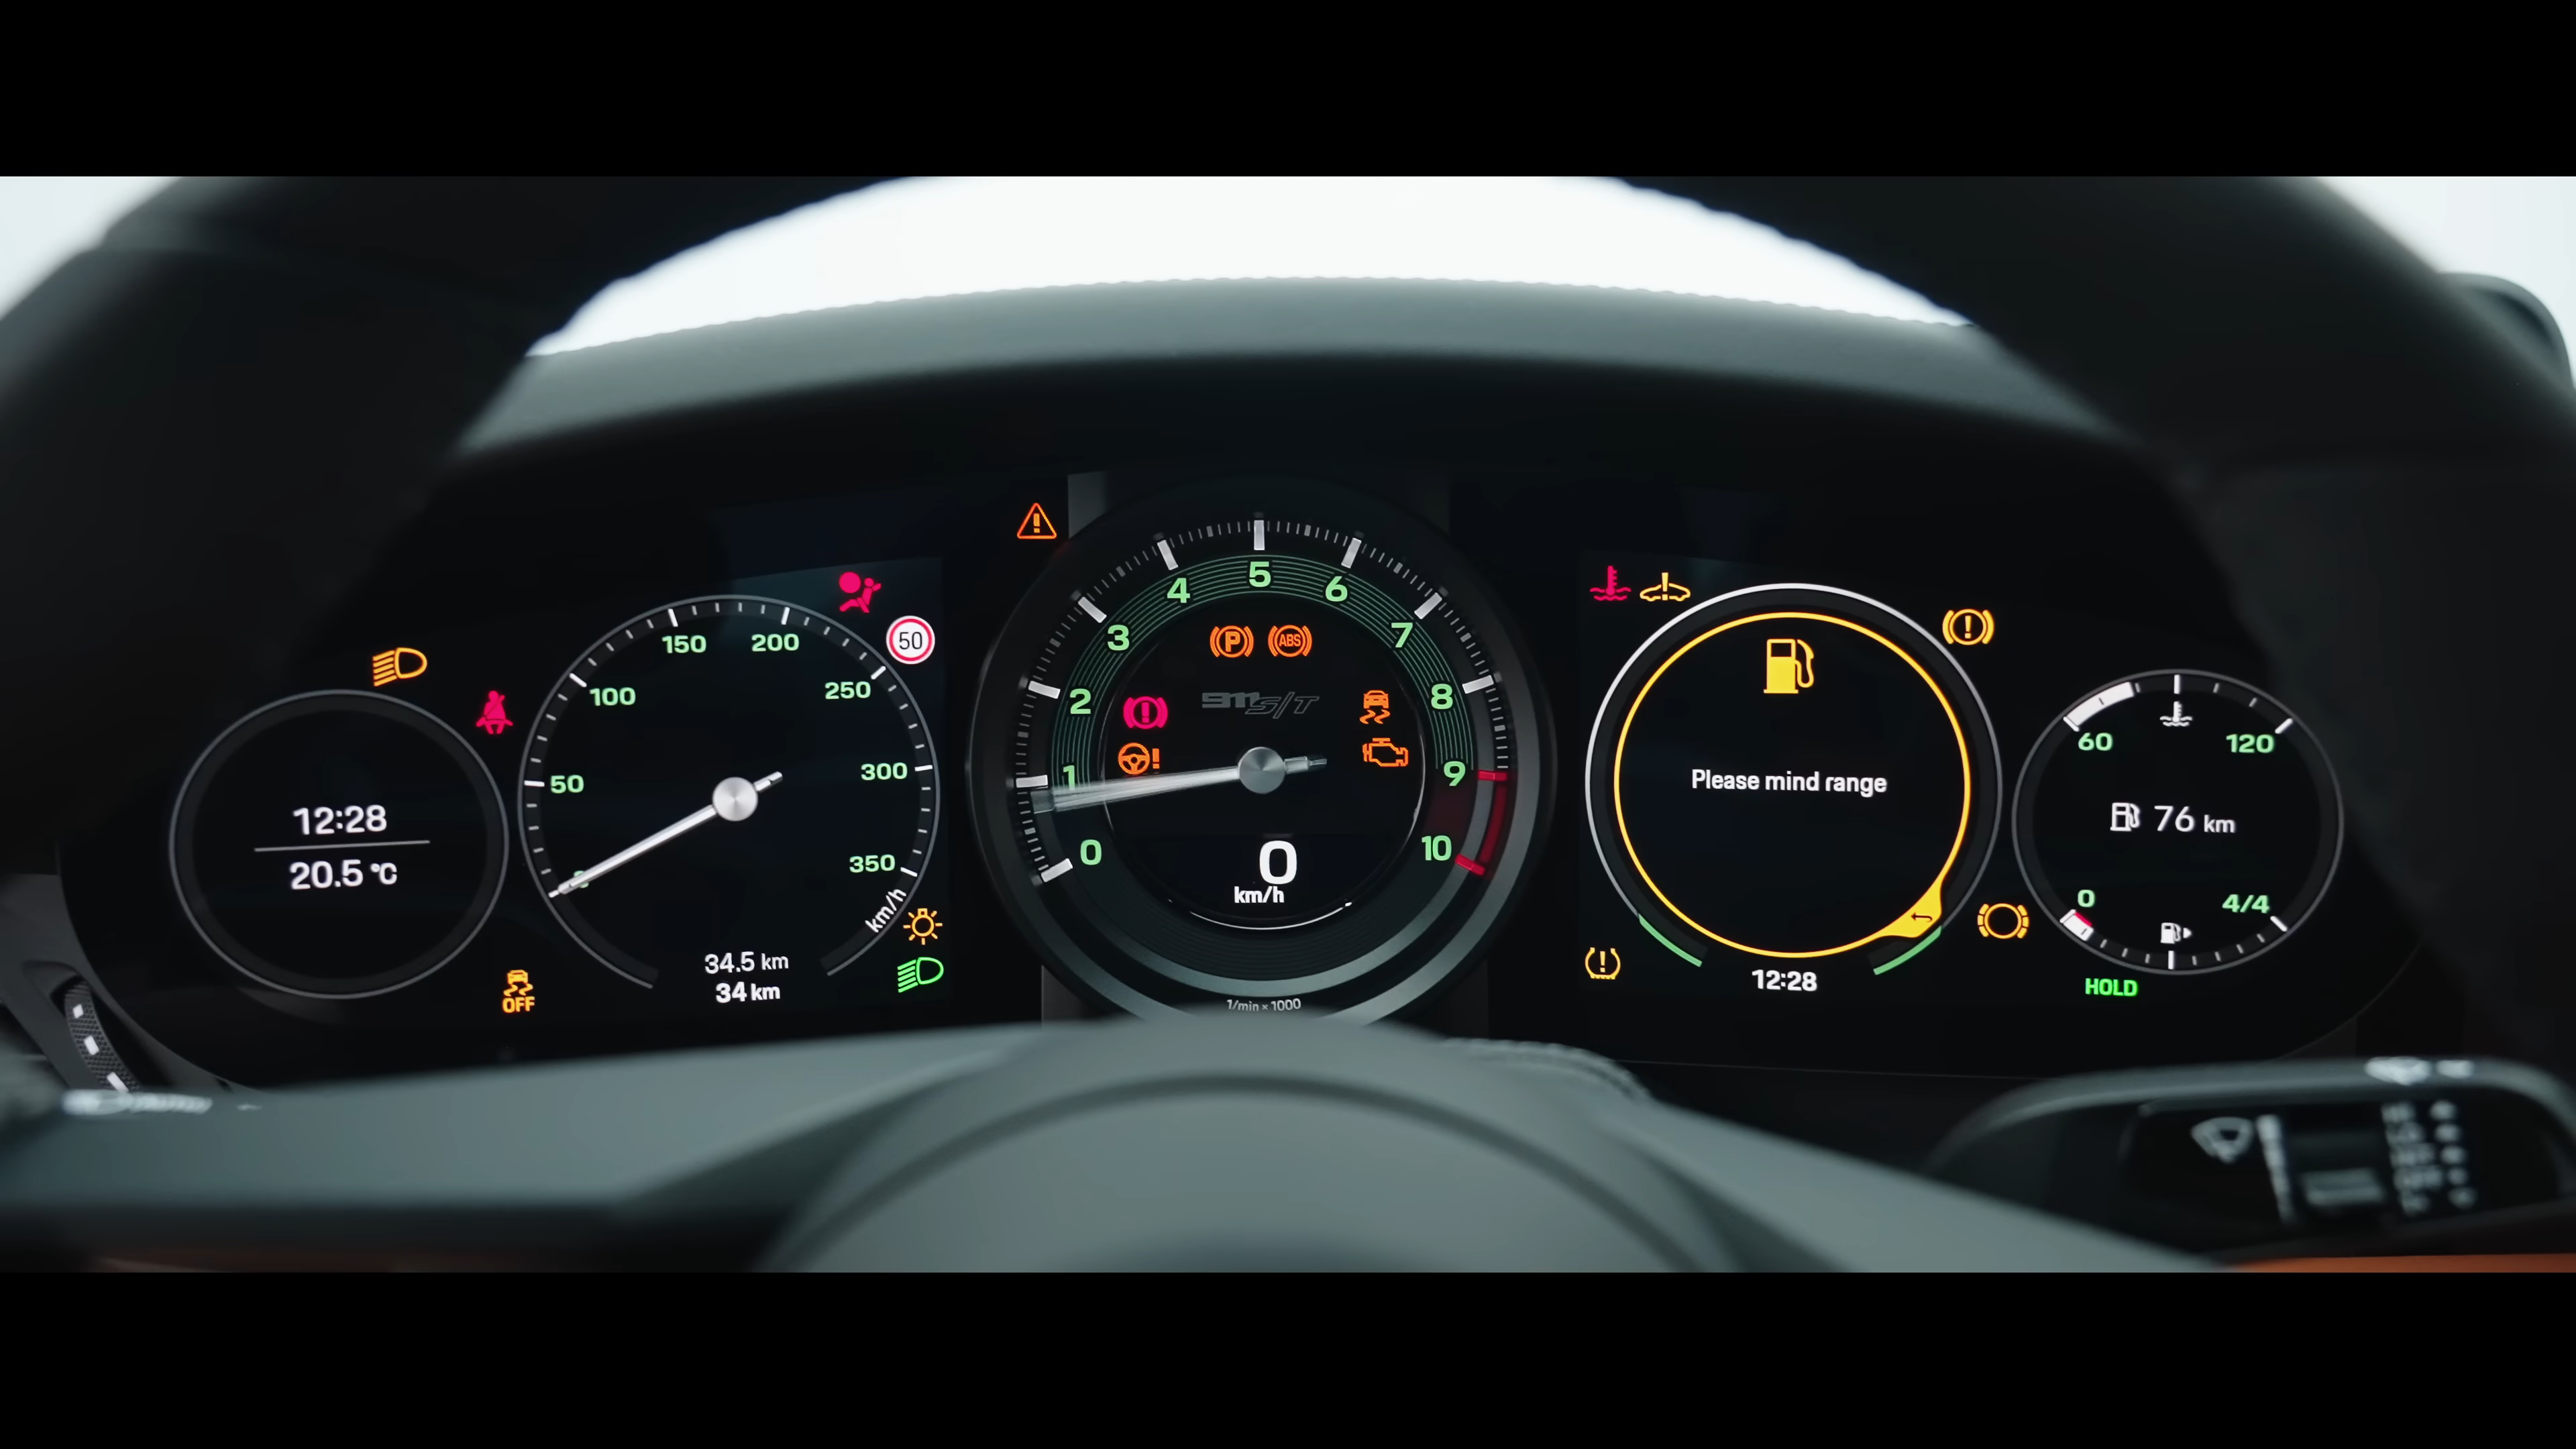 12:28
20.5 °C
OFF
50
100
150
200
250
300
350
km/h
50
34.5 km
34 km
0
1
2
3
4
5
6
7
8
9
10
P
ABS
911 S/T
0
km/h
1/min × 1000
Please mind range
12:28
60
120
76 km
0
4/4
HOLD